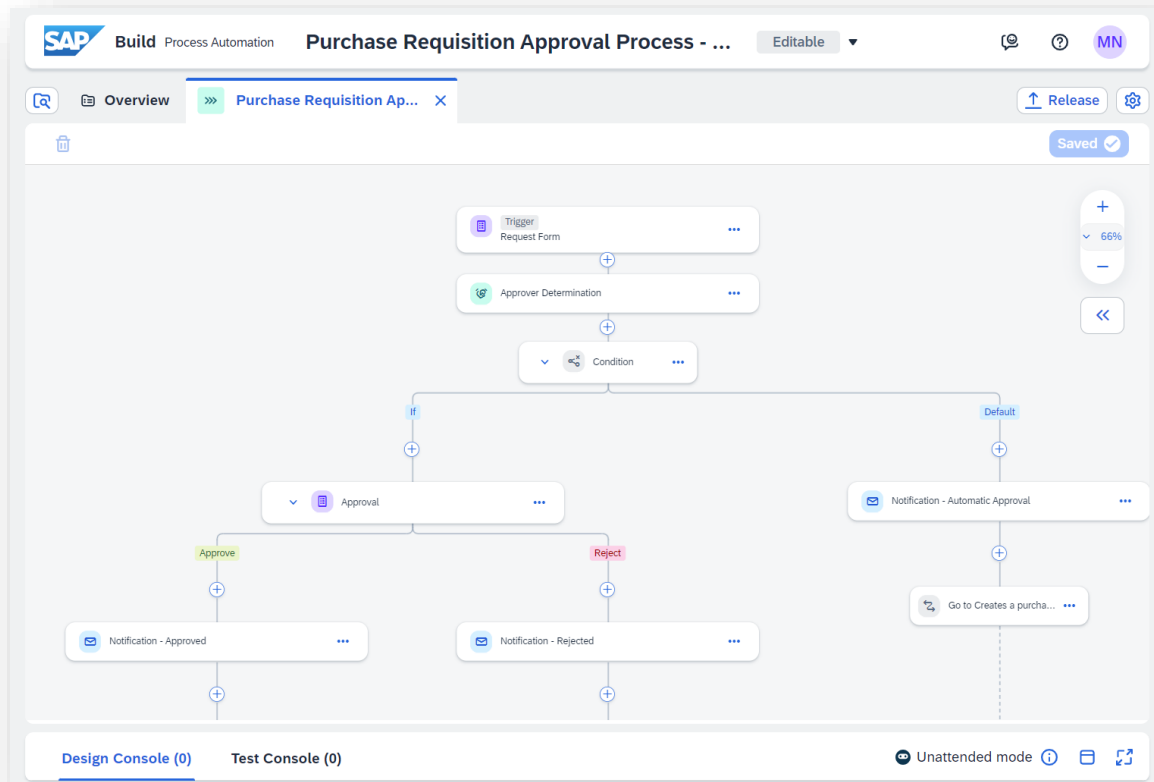 SAP Build Process Automation Purchase Requisition Approval Process - ... Editable MN
Overview Purchase Requisition Ap... Release
Saved
Trigger
Request Form
66%
Approver Determination
Condition
If Default
Approval Notification - Automatic Approval
Approve Reject
Go to Creates a purcha...
Notification - Approved Notification - Rejected
Design Console (0) Test Console (0) Unattended mode